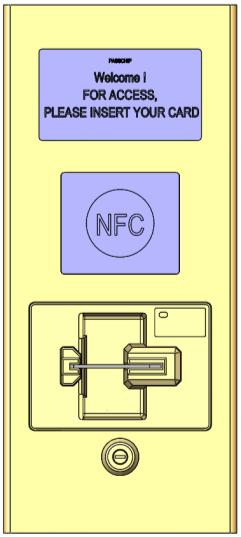 PASSCHIP
Welcome i
FOR ACCESS,
PLEASE INSERT YOUR CARD
NFC